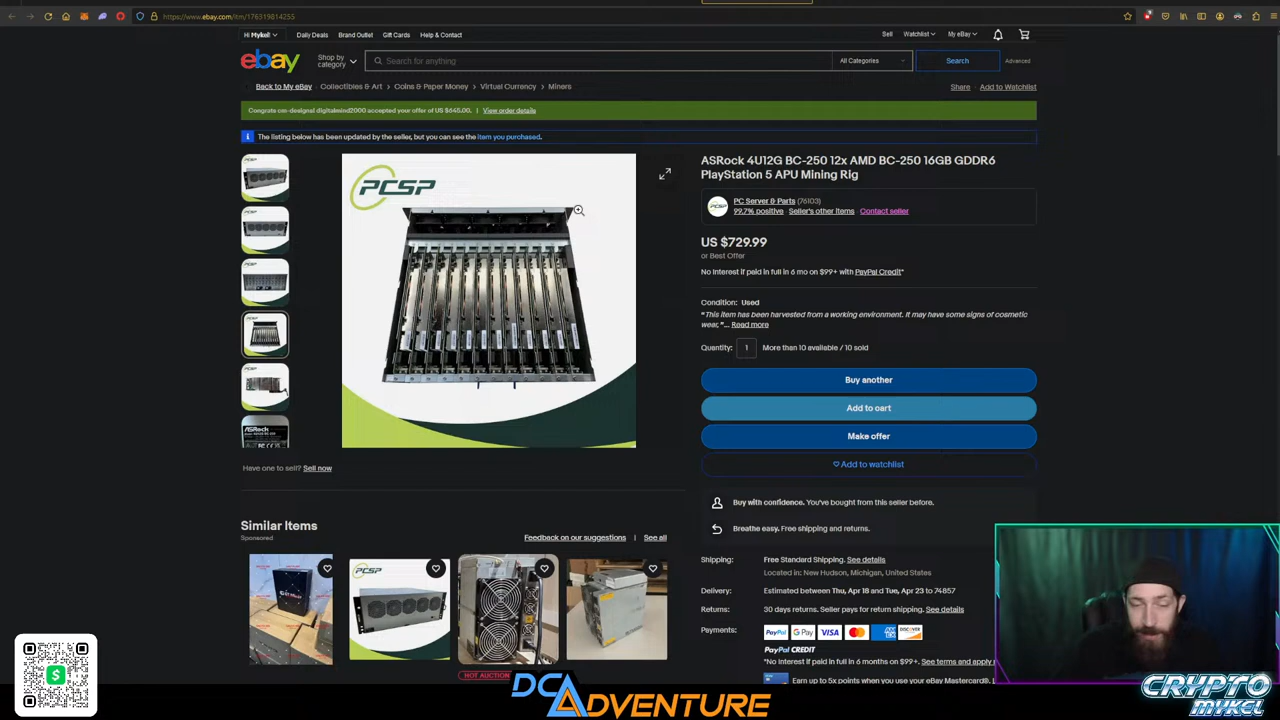 https://www.ebay.com/itm/176319814255
Hi Mykel!
Daily Deals
Brand Outlet
Gift Cards
Help & Contact
Sell
Watchlist
My eBay
ebay
Shop by
category
Search for anything
All Categories
Search
Advanced
Back to My eBay
Collectibles & Art
Coins & Paper Money
Virtual Currency
Miners
Share
Add to Watchlist
Congrats cm-designat digitalmind2000 accepted your offer of US $645.00. | View order details
The listing below has been updated by the seller, but you can see the item you purchased.
PCSP
ASRock 4U12G BC-250 12x AMD BC-250 16GB GDDR6
PlayStation 5 APU Mining Rig
PC Server & Parts (76103)
99.7% positive
Seller's other items
Contact seller
US $729.99
or Best Offer
No Interest if paid in full in 6 mo on $99+ with PayPal Credit*
Condition: Used
"This item has been harvested from a working environment. It may have some signs of cosmetic
wear, "... Read more
Quantity: 1 More than 10 available / 10 sold
Buy another
Add to cart
Make offer
Add to watchlist
ASRock
Have one to sell? Sell now
Buy with confidence. You've bought from this seller before.
Breathe easy. Free shipping and returns.
Similar Items
Sponsored
Feedback on our suggestions | See all
PCSP
HOT AUCTION
Shipping: Free Standard Shipping. See details
Located in: New Hudson, Michigan, United States
Delivery: Estimated between Thu, Apr 18 and Tue, Apr 23 to 74857
Returns: 30 days returns. Seller pays for return shipping. See details
Payments: PayPal G Pay VISA DISCOVER
PayPal CREDIT
*No Interest if paid in full in 6 months on $99+. See terms and apply
Earn up to 5x points when you use your eBay Mastercard®.
DCADVENTURE
CRYPTO
MYKEL